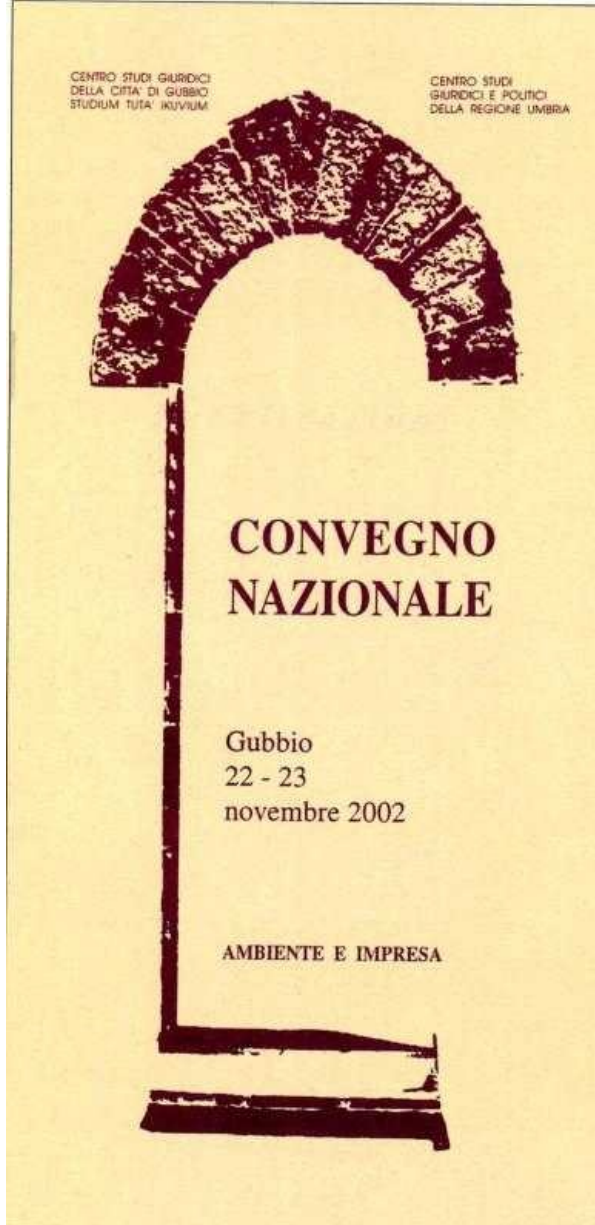 CENTRO STUDI GIURIDICI
DELLA CITTA' DI GUBBIO
STUDIUM TUTA' IKUVIUM
CENTRO STUDI
GIURIDICI E POLITICI
DELLA REGIONE UMBRIA
CONVEGNO
NAZIONALE
Gubbio
22 - 23
novembre 2002
AMBIENTE E IMPRESA